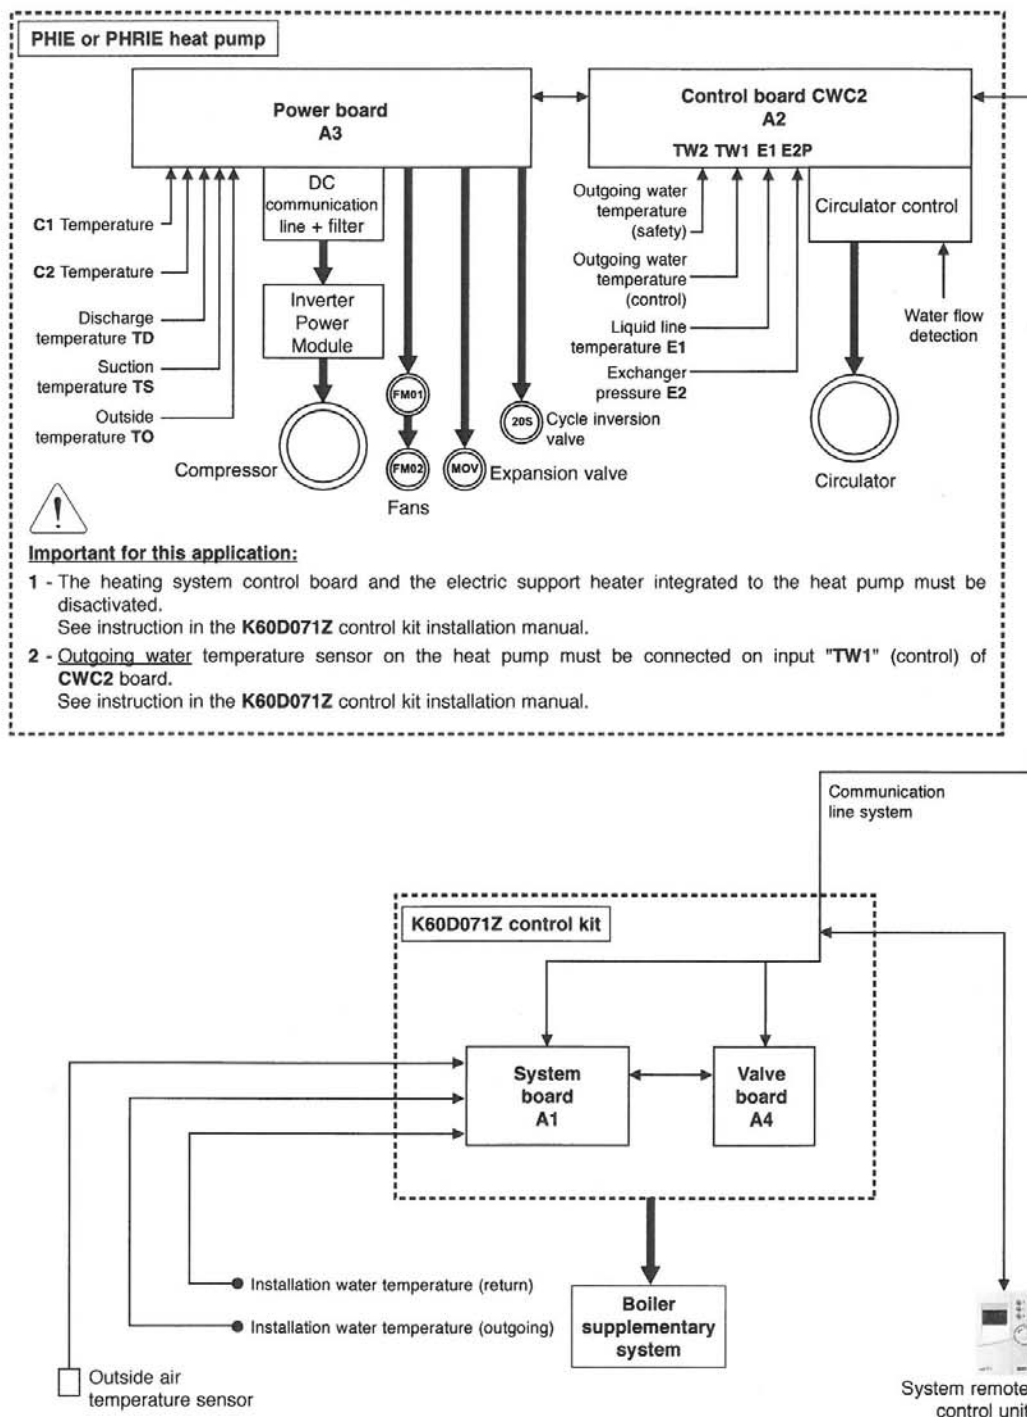 PHIE or PHRIE heat pump
Power board
A3
Control board CWC2
A2
TW2 TW1 E1 E2P
C1 Temperature
C2 Temperature
Discharge
temperature TD
Suction
temperature TS
Outside
temperature TO
DC
communication
line + filter
Inverter
Power
Module
Compressor
FM01
FM02
Fans
MOV
Expansion valve
20S
Cycle inversion
valve
Outgoing water
temperature
(safety)
Outgoing water
temperature
(control)
Liquid line
temperature E1
Exchanger
pressure E2
Circulator control
Water flow
detection
Circulator
Important for this application:
1 - The heating system control board and the electric support heater integrated to the heat pump must be
disactivated.
See instruction in the K60D071Z control kit installation manual.
2 - Outgoing water temperature sensor on the heat pump must be connected on input "TW1" (control) of
CWC2 board.
See instruction in the K60D071Z control kit installation manual.
Communication
line system
K60D071Z control kit
System
board
A1
Valve
board
A4
Installation water temperature (return)
Installation water temperature (outgoing)
Outside air
temperature sensor
Boiler
supplementary
system
System remote
control unit